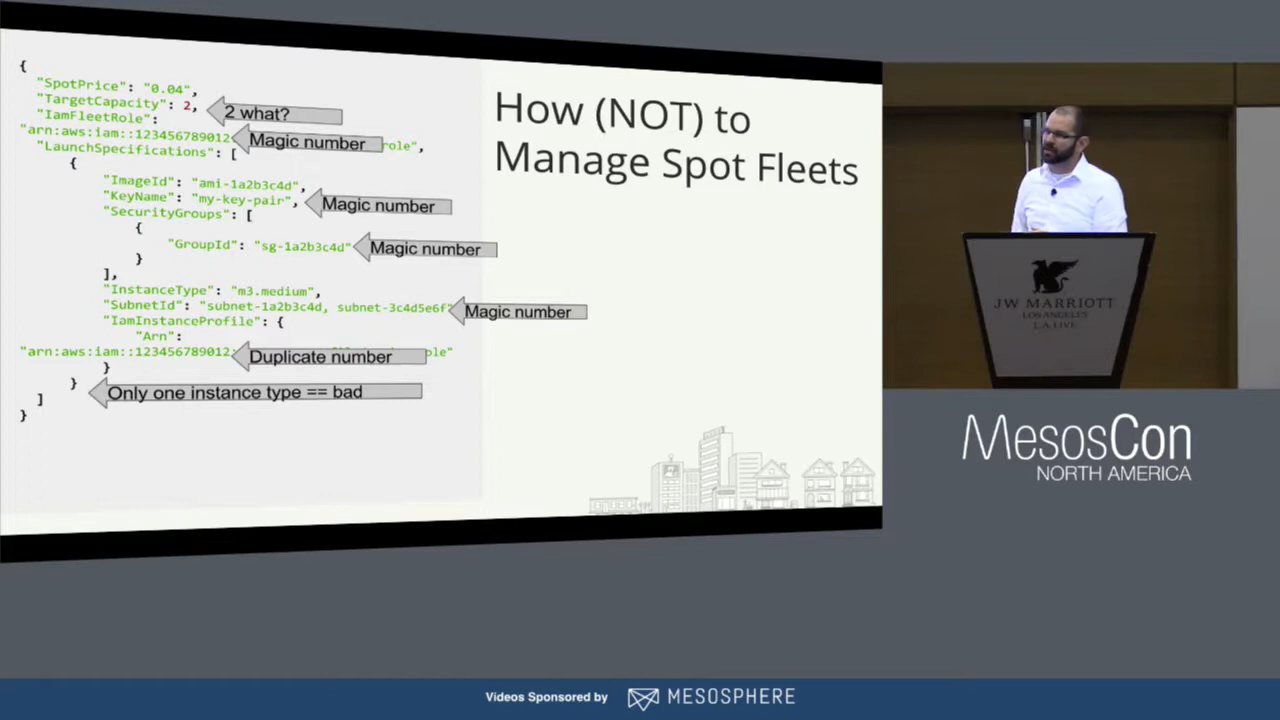 {
"SpotPrice": "0.04",
"TargetCapacity": 2,
2 what?
"IamFleetRole":
"arn:aws:iam::123456789012
Magic number
role",
"LaunchSpecifications": [
{
"ImageId": "ami-1a2b3c4d",
"KeyName": "my-key-pair",
Magic number
"SecurityGroups": [
{
"GroupId": "sg-1a2b3c4d"
Magic number
}
],
"InstanceType": "m3.medium",
"SubnetId": "subnet-1a2b3c4d, subnet-3c4d5e6f"
Magic number
"IamInstanceProfile": {
"Arn":
"arn:aws:iam::123456789012:
Duplicate number
ole"
}
}
Only one instance type == bad
]
}
How (NOT) to
Manage Spot Fleets
JW MARRIOTT
LOS ANGELES
L.A. LIVE
MesosCon
NORTH AMERICA
Videos Sponsored by
MESOSPHERE